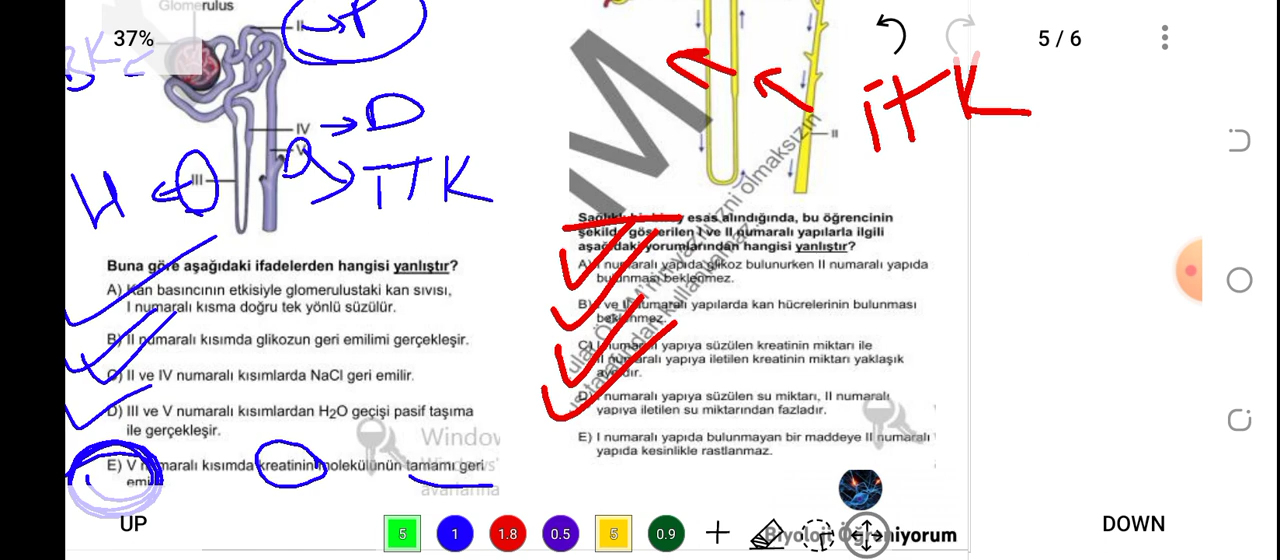 Glomerulus
37%
5 / 6
II
P
IV
D
V
III
H
İTK
İTK
II
Buna göre aşağıdaki ifadelerden hangisi yanlıştır?
A) Kan basıncının etkisiyle glomerulustaki kan sıvısı,
I numaralı kısma doğru tek yönlü süzülür.
B) II numaralı kısımda glikozun geri emilimi gerçekleşir.
C) II ve IV numaralı kısımlarda NaCl geri emilir.
D) III ve V numaralı kısımlardan H2O geçişi pasif taşıma
ile gerçekleşir.
E) V numaralı kısımda kreatinin molekülünün tamamı geri
Sağlıklı bir birey esas alındığında, bu öğrencinin
şekilde gösterilen I ve II numaralı yapılarla ilgili
aşağıdaki yorumlarından hangisi yanlıştır?
A) I numaralı yapıda glikoz bulunurken II numaralı yapıda
bulunması beklenmez.
B) I ve II numaralı yapılarda kan hücrelerinin bulunması
beklenmez.
C) I numaralı yapıya süzülen kreatinin miktarı ile
II numaralı yapıya iletilen kreatinin miktarı yaklaşık
aynıdır.
D) I numaralı yapıya süzülen su miktarı, II numaralı
yapıya iletilen su miktarından fazladır.
E) I numaralı yapıda bulunmayan bir maddeye II numaralı
yapıda kesinlikle rastlanmaz.
UP
5
1
1.8
0.5
5
0.9
Biyoloji Öğreniyorum
DOWN